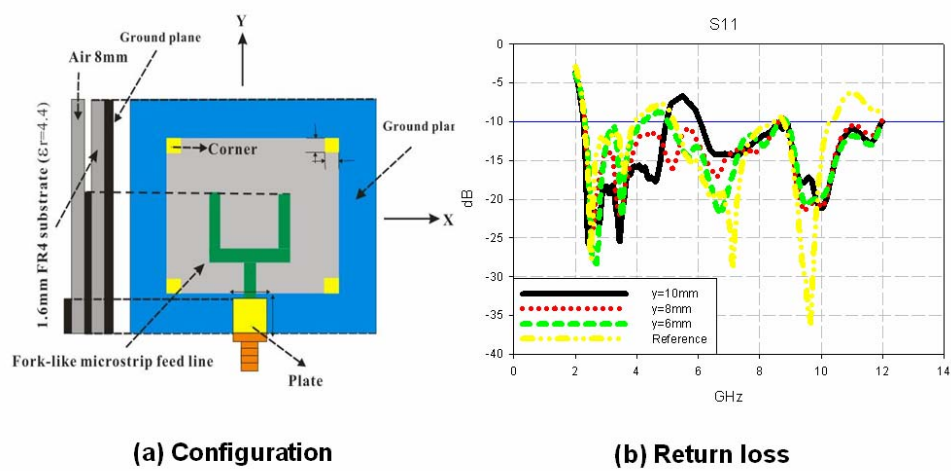 Y
Ground plane
Air 8mm
Ground plan
Corner
X
1.6mm FR4 substrate (εr=4.4)
Fork-like microstrip feed line
Plate
(a) Configuration
S11
0
-5
-10
-15
-20
-25
-30
-35
-40
dB
y=10mm
y=8mm
y=6mm
Reference
0
2
4
6
8
10
12
14
GHz
(b) Return loss